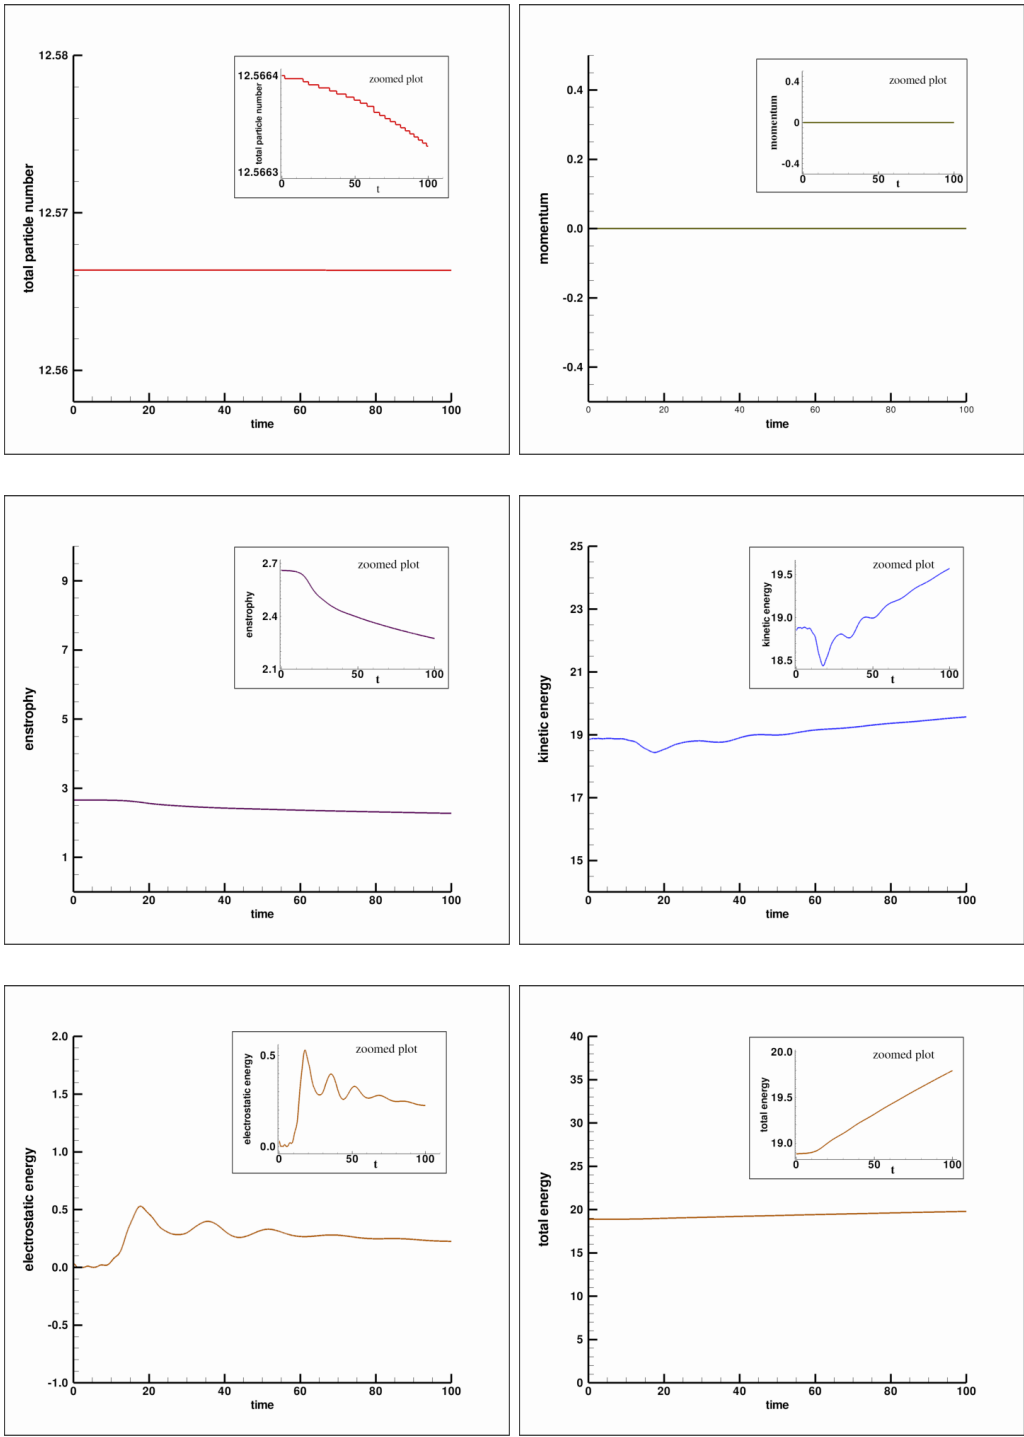 12.58
12.57
12.56
total particle number
0 20 40 60 80 100
time
zoomed plot
12.5664
12.5663
total particle number
0 50 100
t
0.4
0.2
0.0
-0.2
-0.4
momentum
0 20 40 60 80 100
time
zoomed plot
0.4
0
-0.4
momentum
0 50 100
t
9
7
5
3
1
enstrophy
0 20 40 60 80 100
time
zoomed plot
2.7
2.4
2.1
enstrophy
0 50 100
t
25
23
21
19
17
15
kinetic energy
0 20 40 60 80 100
time
zoomed plot
19.5
19.0
18.5
kinetic energy
0 50 100
t
2.0
1.5
1.0
0.5
0.0
-0.5
-1.0
electrostatic energy
0 20 40 60 80 100
time
zoomed plot
0.5
0.0
electrostatic energy
0 50 100
t
40
35
30
25
20
15
10
5
0
total energy
0 20 40 60 80 100
time
zoomed plot
20.0
19.5
19.0
total energy
0 50 100
t